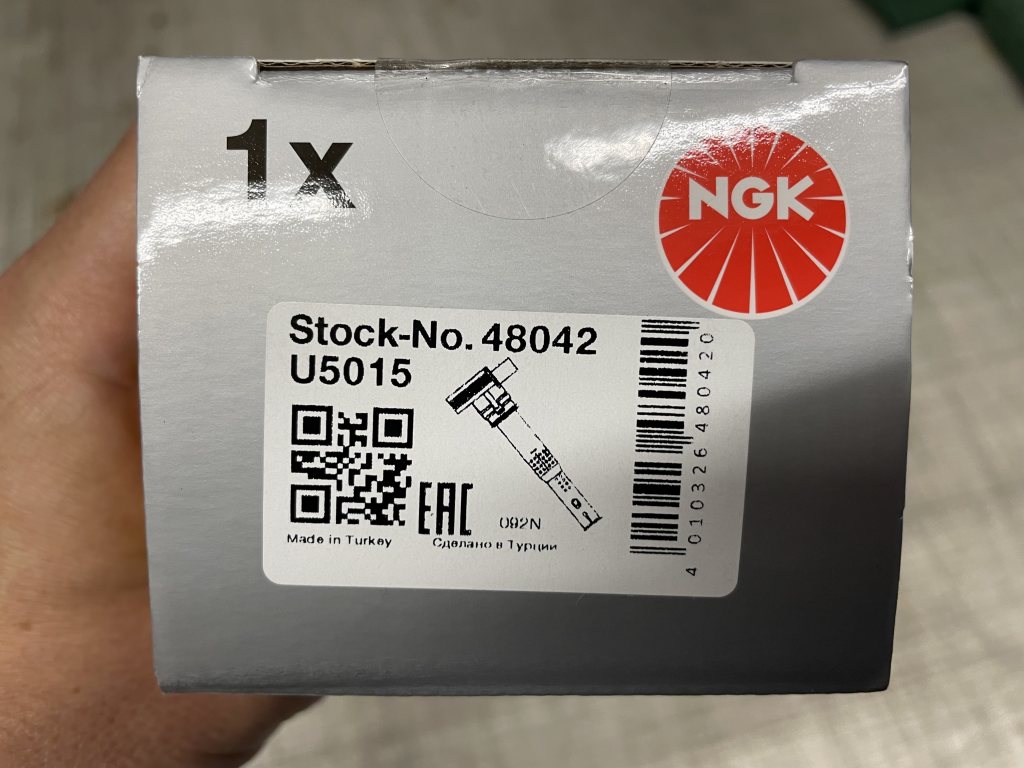 1x
NGK
Stock-No. 48042
U5015
EAC
092N
Made in Turkey
Сделано в Турции
4 010326 480420